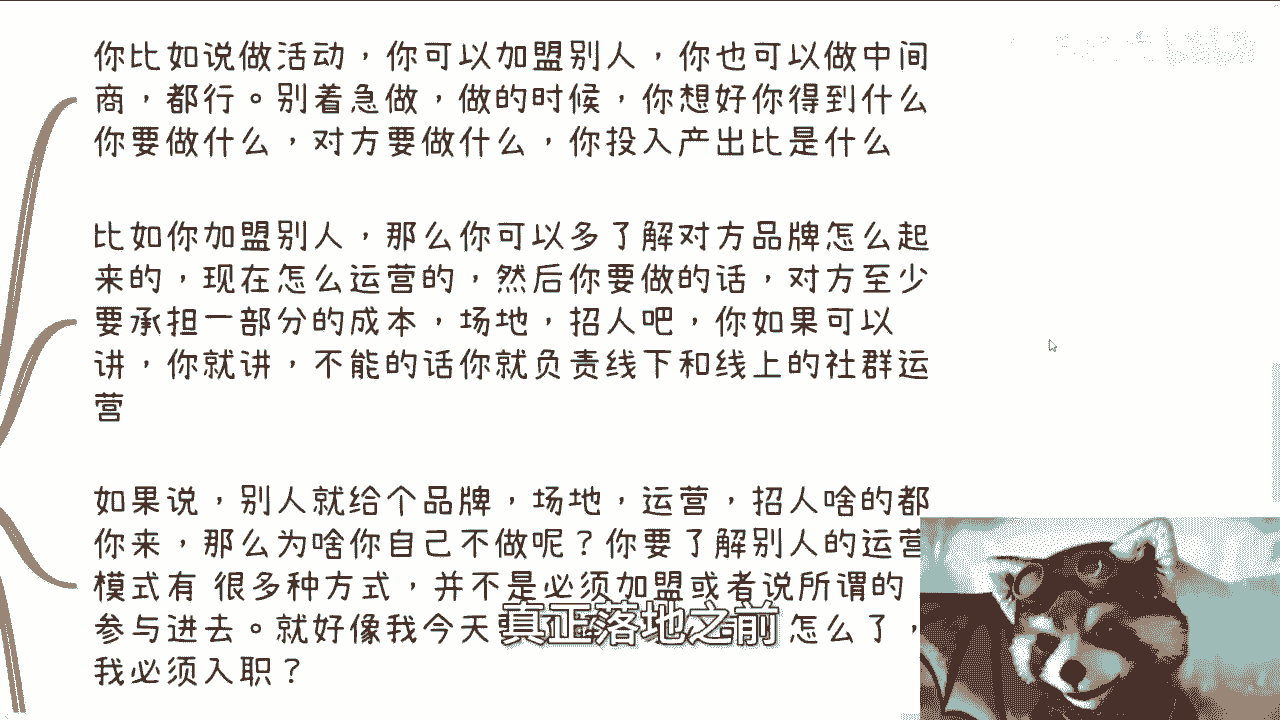 你比如说做活动，你可以加盟别人，你也可以做中间
商，都行。别着急做，做的时候，你想好你得到什么
你要做什么，对方要做什么，你投入产出比是什么
比如你加盟别人，那么你可以多了解对方品牌怎么起
来的，现在怎么运营的，然后你要做的话，对方至少
要承担一部分的成本，场地，招人吧，你如果可以
讲，你就讲，不能的话你就负责线下和线上的社群运
营
如果说，别人就给个品牌，场地，运营，招人啥的都
你来，那么为啥你自己不做呢？你要了解别人的运营
模式有 很多种方式，并不是必须加盟或者说所谓的
参与进去。就好像我今天 怎么了，
我必须入职？
真正落地之前